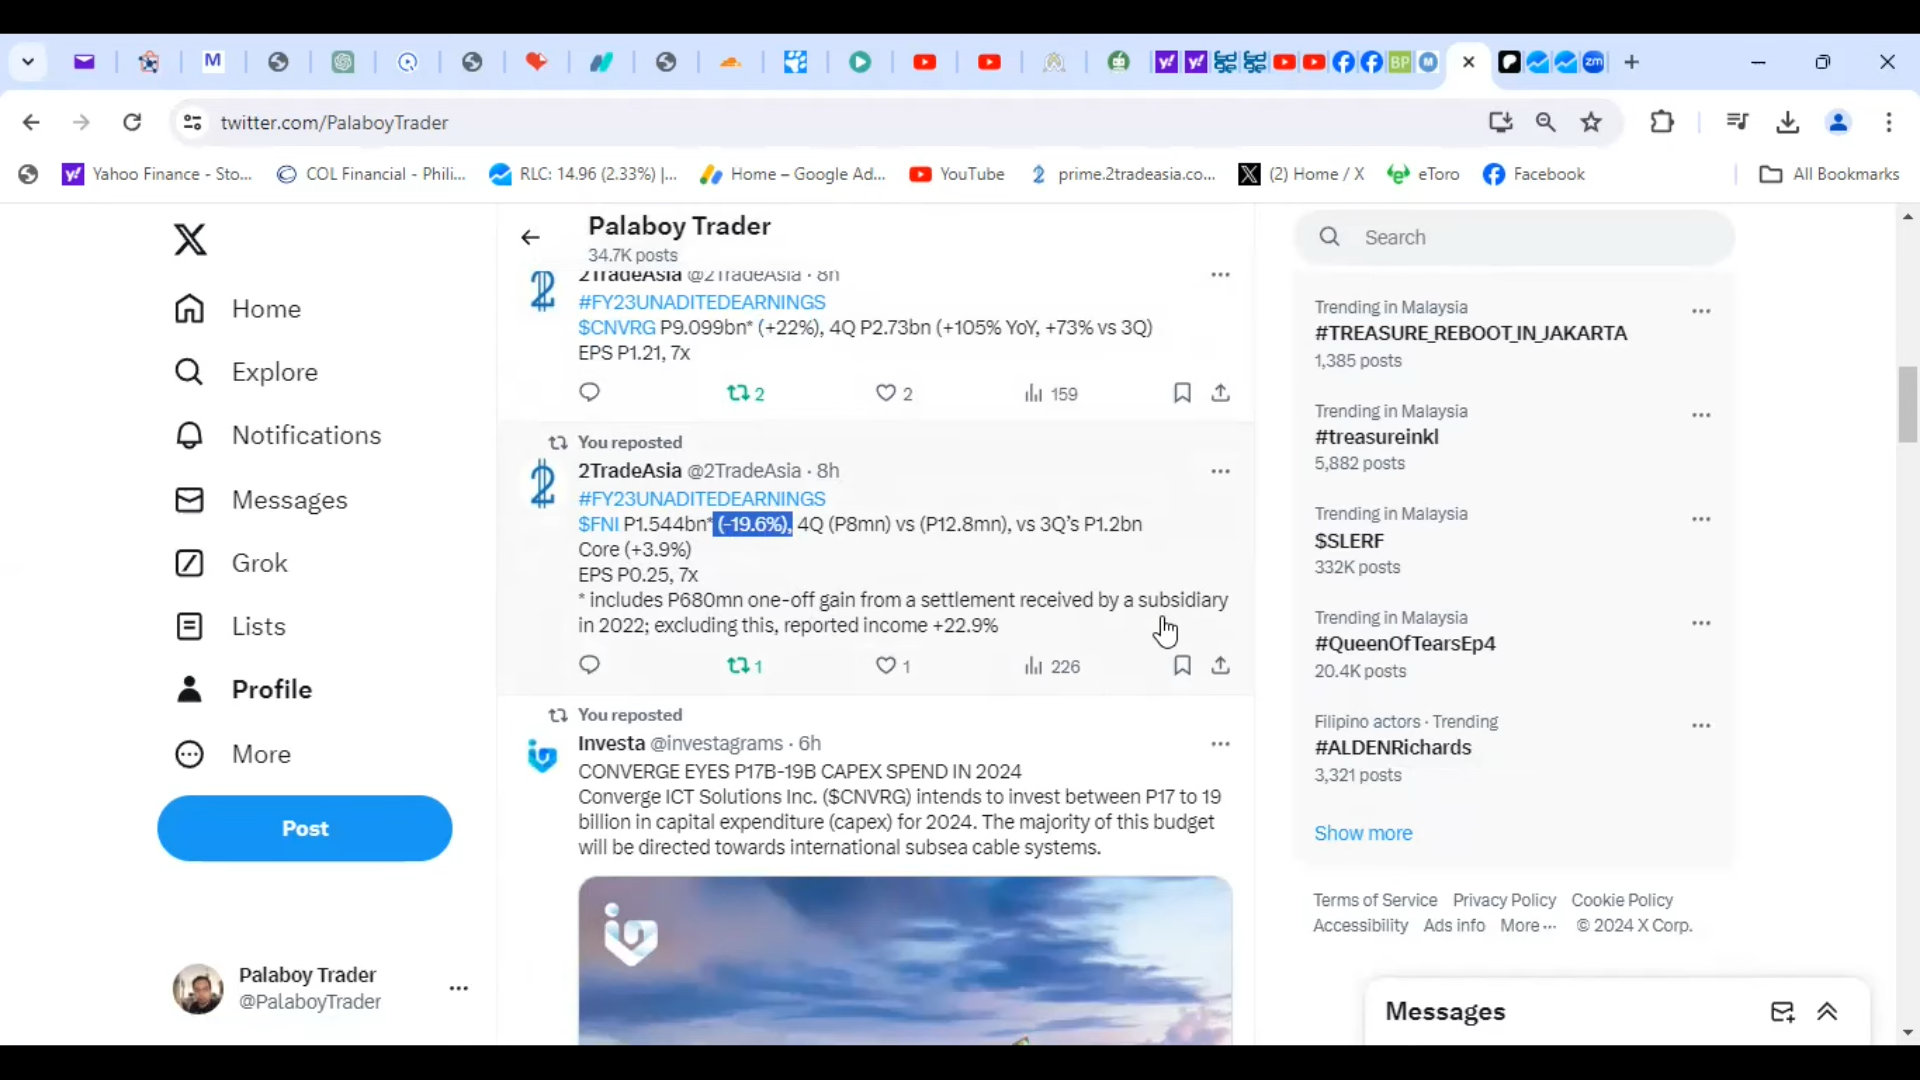 twitter.com/PalaboyTrader
Yahoo Finance - Sto...
COL Financial - Phili...
RLC: 14.96 (2.33%) |...
Home – Google Ad...
YouTube
prime.2tradeasia.co...
(2) Home / X
eToro
Facebook
All Bookmarks
Home
Explore
Notifications
Messages
Grok
Lists
Profile
More
Post
Palaboy Trader
@PalaboyTrader
Palaboy Trader
34.7K posts
2TradeAsia @2TradeAsia · 8h
#FY23UNADITEDEARNINGS
$CNVRG P9.099bn* (+22%), 4Q P2.73bn (+105% YoY, +73% vs 3Q)
EPS P1.21, 7x
2
2
159
You reposted
2TradeAsia @2TradeAsia · 8h
#FY23UNADITEDEARNINGS
$FNI P1.544bn* (-19.6%), 4Q (P8mn) vs (P12.8mn), vs 3Q’s P1.2bn
Core (+3.9%)
EPS P0.25, 7x
* includes P680mn one-off gain from a settlement received by a subsidiary
in 2022; excluding this, reported income +22.9%
1
1
226
You reposted
Investa @investagrams · 6h
CONVERGE EYES P17B-19B CAPEX SPEND IN 2024
Converge ICT Solutions Inc. ($CNVRG) intends to invest between P17 to 19
billion in capital expenditure (capex) for 2024. The majority of this budget
will be directed towards international subsea cable systems.
Search
Trending in Malaysia
#TREASURE_REBOOT_IN_JAKARTA
1,385 posts
Trending in Malaysia
#treasureinkl
5,882 posts
Trending in Malaysia
$SLERF
332K posts
Trending in Malaysia
#QueenOfTearsEp4
20.4K posts
Filipino actors · Trending
#ALDENRichards
3,321 posts
Show more
Terms of Service Privacy Policy Cookie Policy
Accessibility Ads info More ··· © 2024 X Corp.
Messages